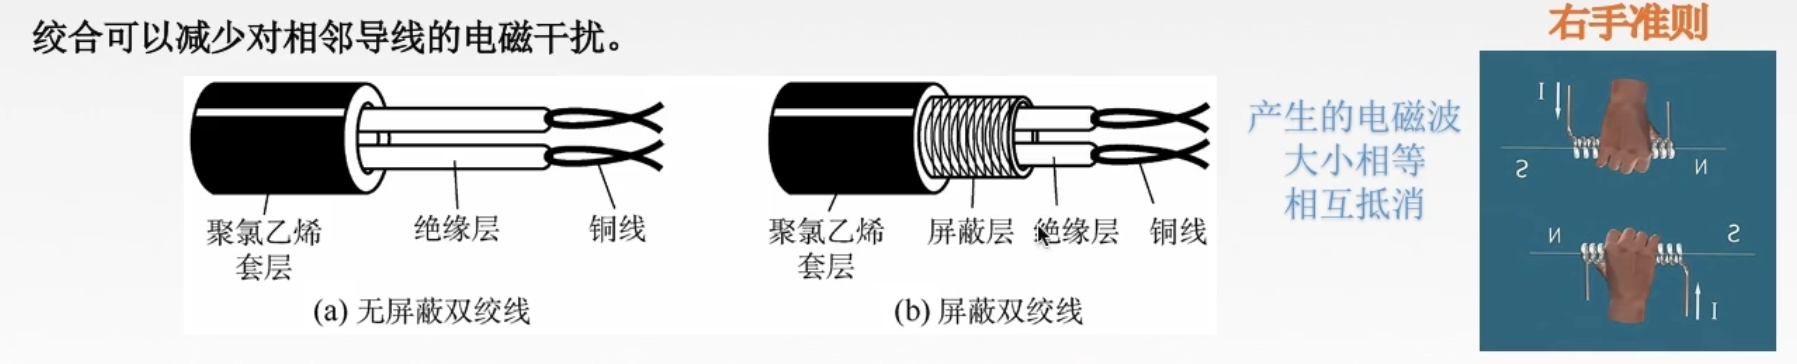 绞合可以减少对相邻导线的电磁干扰。
右手准则
聚氯乙烯
套层
绝缘层
铜线
(a) 无屏蔽双绞线
聚氯乙烯
套层
屏蔽层
绝缘层
铜线
(b) 屏蔽双绞线
产生的电磁波
大小相等
相互抵消
I
S
N
N
S
I